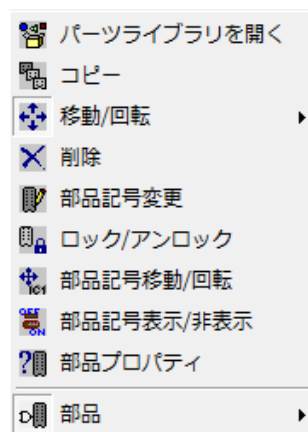 パーツライブラリを開く
コピー
移動/回転
削除
部品記号変更
ロック/アンロック
IC1 部品記号移動/回転
OFF ON 部品記号表示/非表示
?部品プロパティ
部品